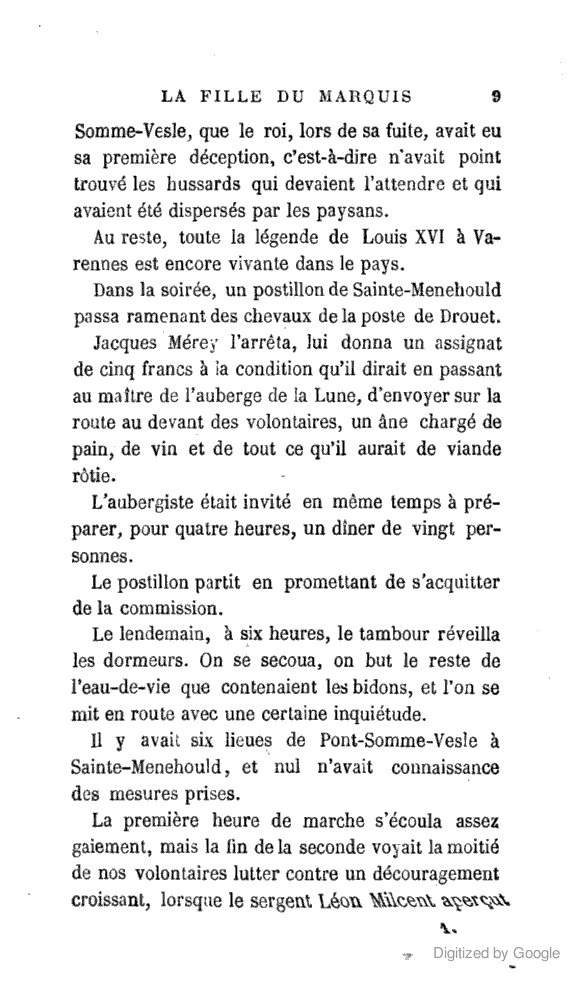 LA FILLE DU MARQUIS 9
Somme-Vesle, que le roi, lors de sa fuite, avait eu
sa première déception, c'est-à-dire n'avait point
trouvé les hussards qui devaient l'attendre et qui
avaient été dispersés par les paysans.
Au reste, toute la légende de Louis XVI à Va-
rennes est encore vivante dans le pays.
Dans la soirée, un postillon de Sainte-Menehould
passa ramenant des chevaux de la poste de Drouet.
Jacques Mérey l'arrêta, lui donna un assignat
de cinq francs à la condition qu'il dirait en passant
au maître de l'auberge de la Lune, d'envoyer sur la
route au devant des volontaires, un âne chargé de
pain, de vin et de tout ce qu'il aurait de viande
rôtie.
L'aubergiste était invité en même temps à pré-
parer, pour quatre heures, un dîner de vingt per-
sonnes.
Le postillon partit en promettant de s'acquitter
de la commission.
Le lendemain, à six heures, le tambour réveilla
les dormeurs. On se secoua, on but le reste de
l'eau-de-vie que contenaient les bidons, et l'on se
mit en route avec une certaine inquiétude.
Il y avait six lieues de Pont-Somme-Vesle à
Sainte-Menehould, et nul n'avait connaissance
des mesures prises.
La première heure de marche s'écoula assez
gaiement, mais la fin de la seconde voyait la moitié
de nos volontaires lutter contre un découragement
croissant, lorsque le sergent Léon Milcent aperçut
1.
Digitized by Google